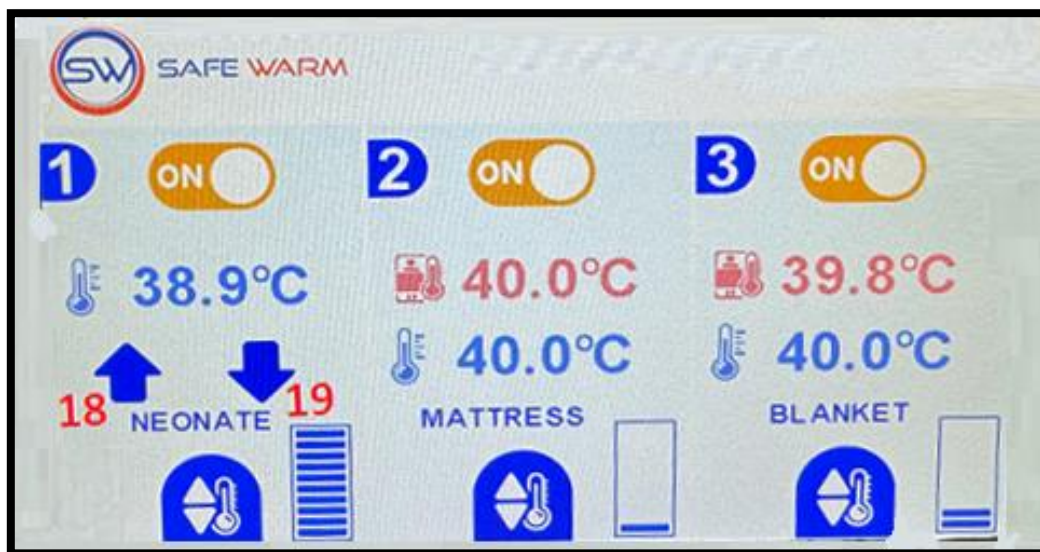 SW SAFE WARM
1 ON 2 ON 3 ON
38.9°C 40.0°C 39.8°C
40.0°C 40.0°C
18 19
NEONATE MATTRESS BLANKET